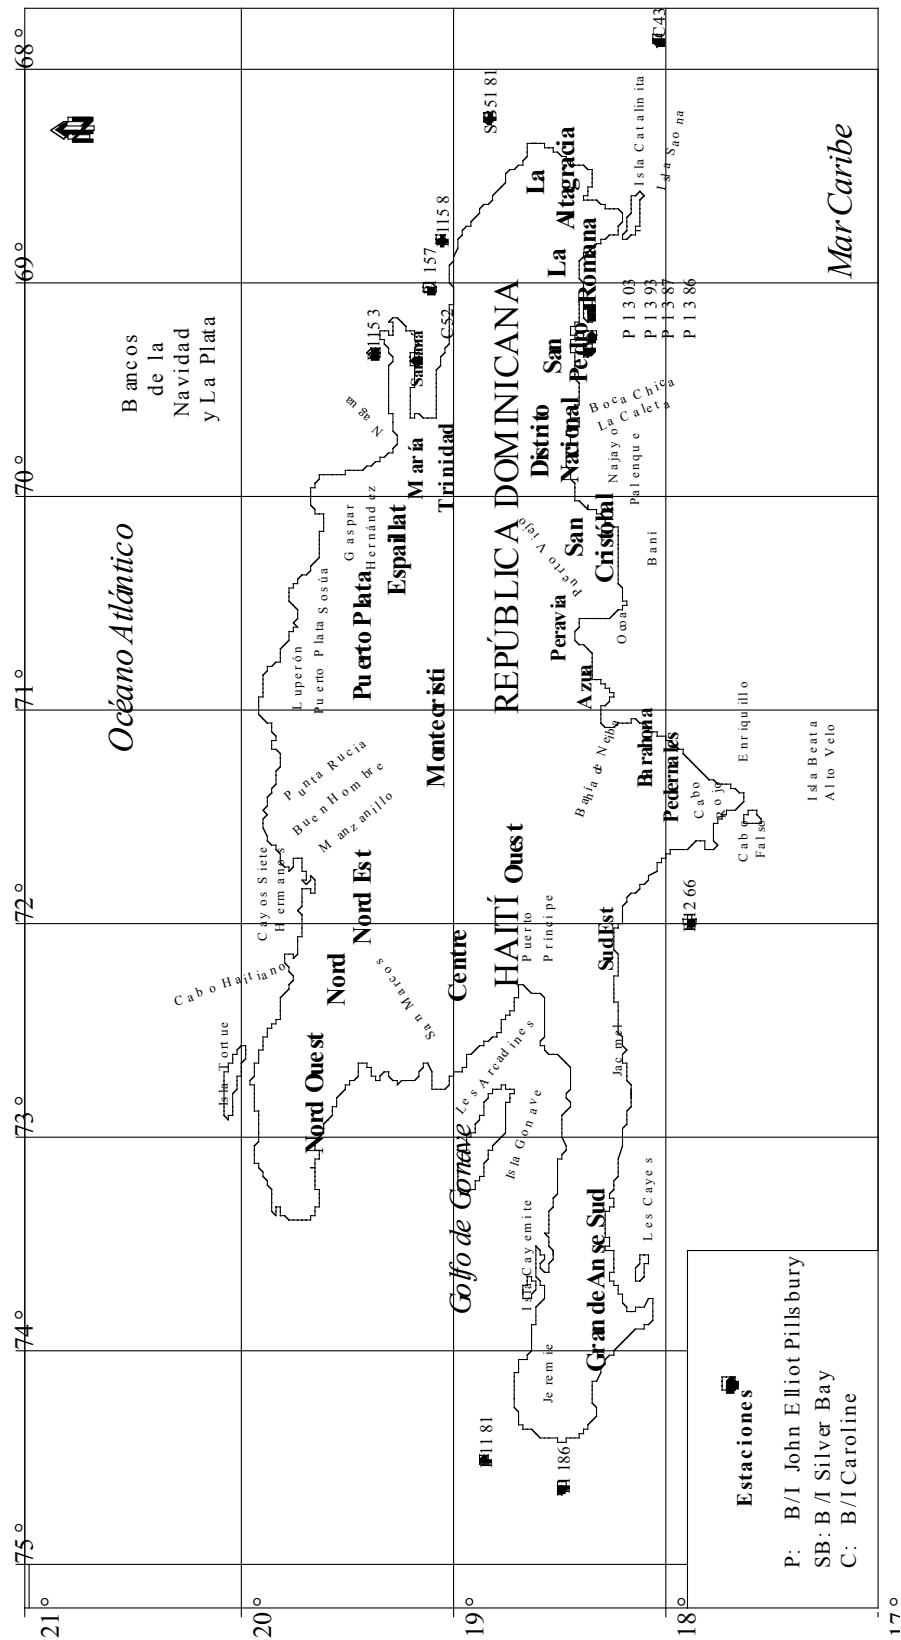 N
68°
69°
70°
71°
72°
73°
74°
75°
21°
20°
19°
18°
17°
Océano Atlántico
Mar Caribe
Golfo de Gonave
Bancos
de la
Navidad
y La Plata
REPÚBLICA DOMINICANA
HAITÍ
Isla Tortue
Cabo Haitiano
Cayos Siete
Hermanos
Punta Rucia
Buen Hombre
Manzanillo
Luperón
Puerto Plata
Sosúa
Gaspar
Hernández
Nagua
Nord Ouest
Nord
Nord Est
Centre
Ouest
Montecristi
Puerto Plata
Espaillat
María
Trinidad
Samaná
San Marcos
Les Arcadines
Isla Gonave
Isla Cayemite
Jeremie
Puerto
Príncipe
Grande Anse
Sud
Sud Est
Jacmel
Les Cayes
La
Altagracia
La
Romana
San
Pedro
Distrito
Nacional
San
Cristóbal
Peravia
Azua
Barahona
Pedernales
Puerto Viejo
Ocoa
Baní
Palenque
Najayo
La Caleta
Boca Chica
Bahía de Neiba
Cabo
Rojo
Cabo
Falso
Enriquillo
Isla Beata
Alto Velo
Isla Catalinita
Isla Saona
C43
SB5181
1158
1157
1153
C52
P1303
P1393
P1387
P1386
1266
1181
1186
Estaciones
P: B/I John Elliot Pillsbury
SB: B/I Silver Bay
C: B/I Caroline